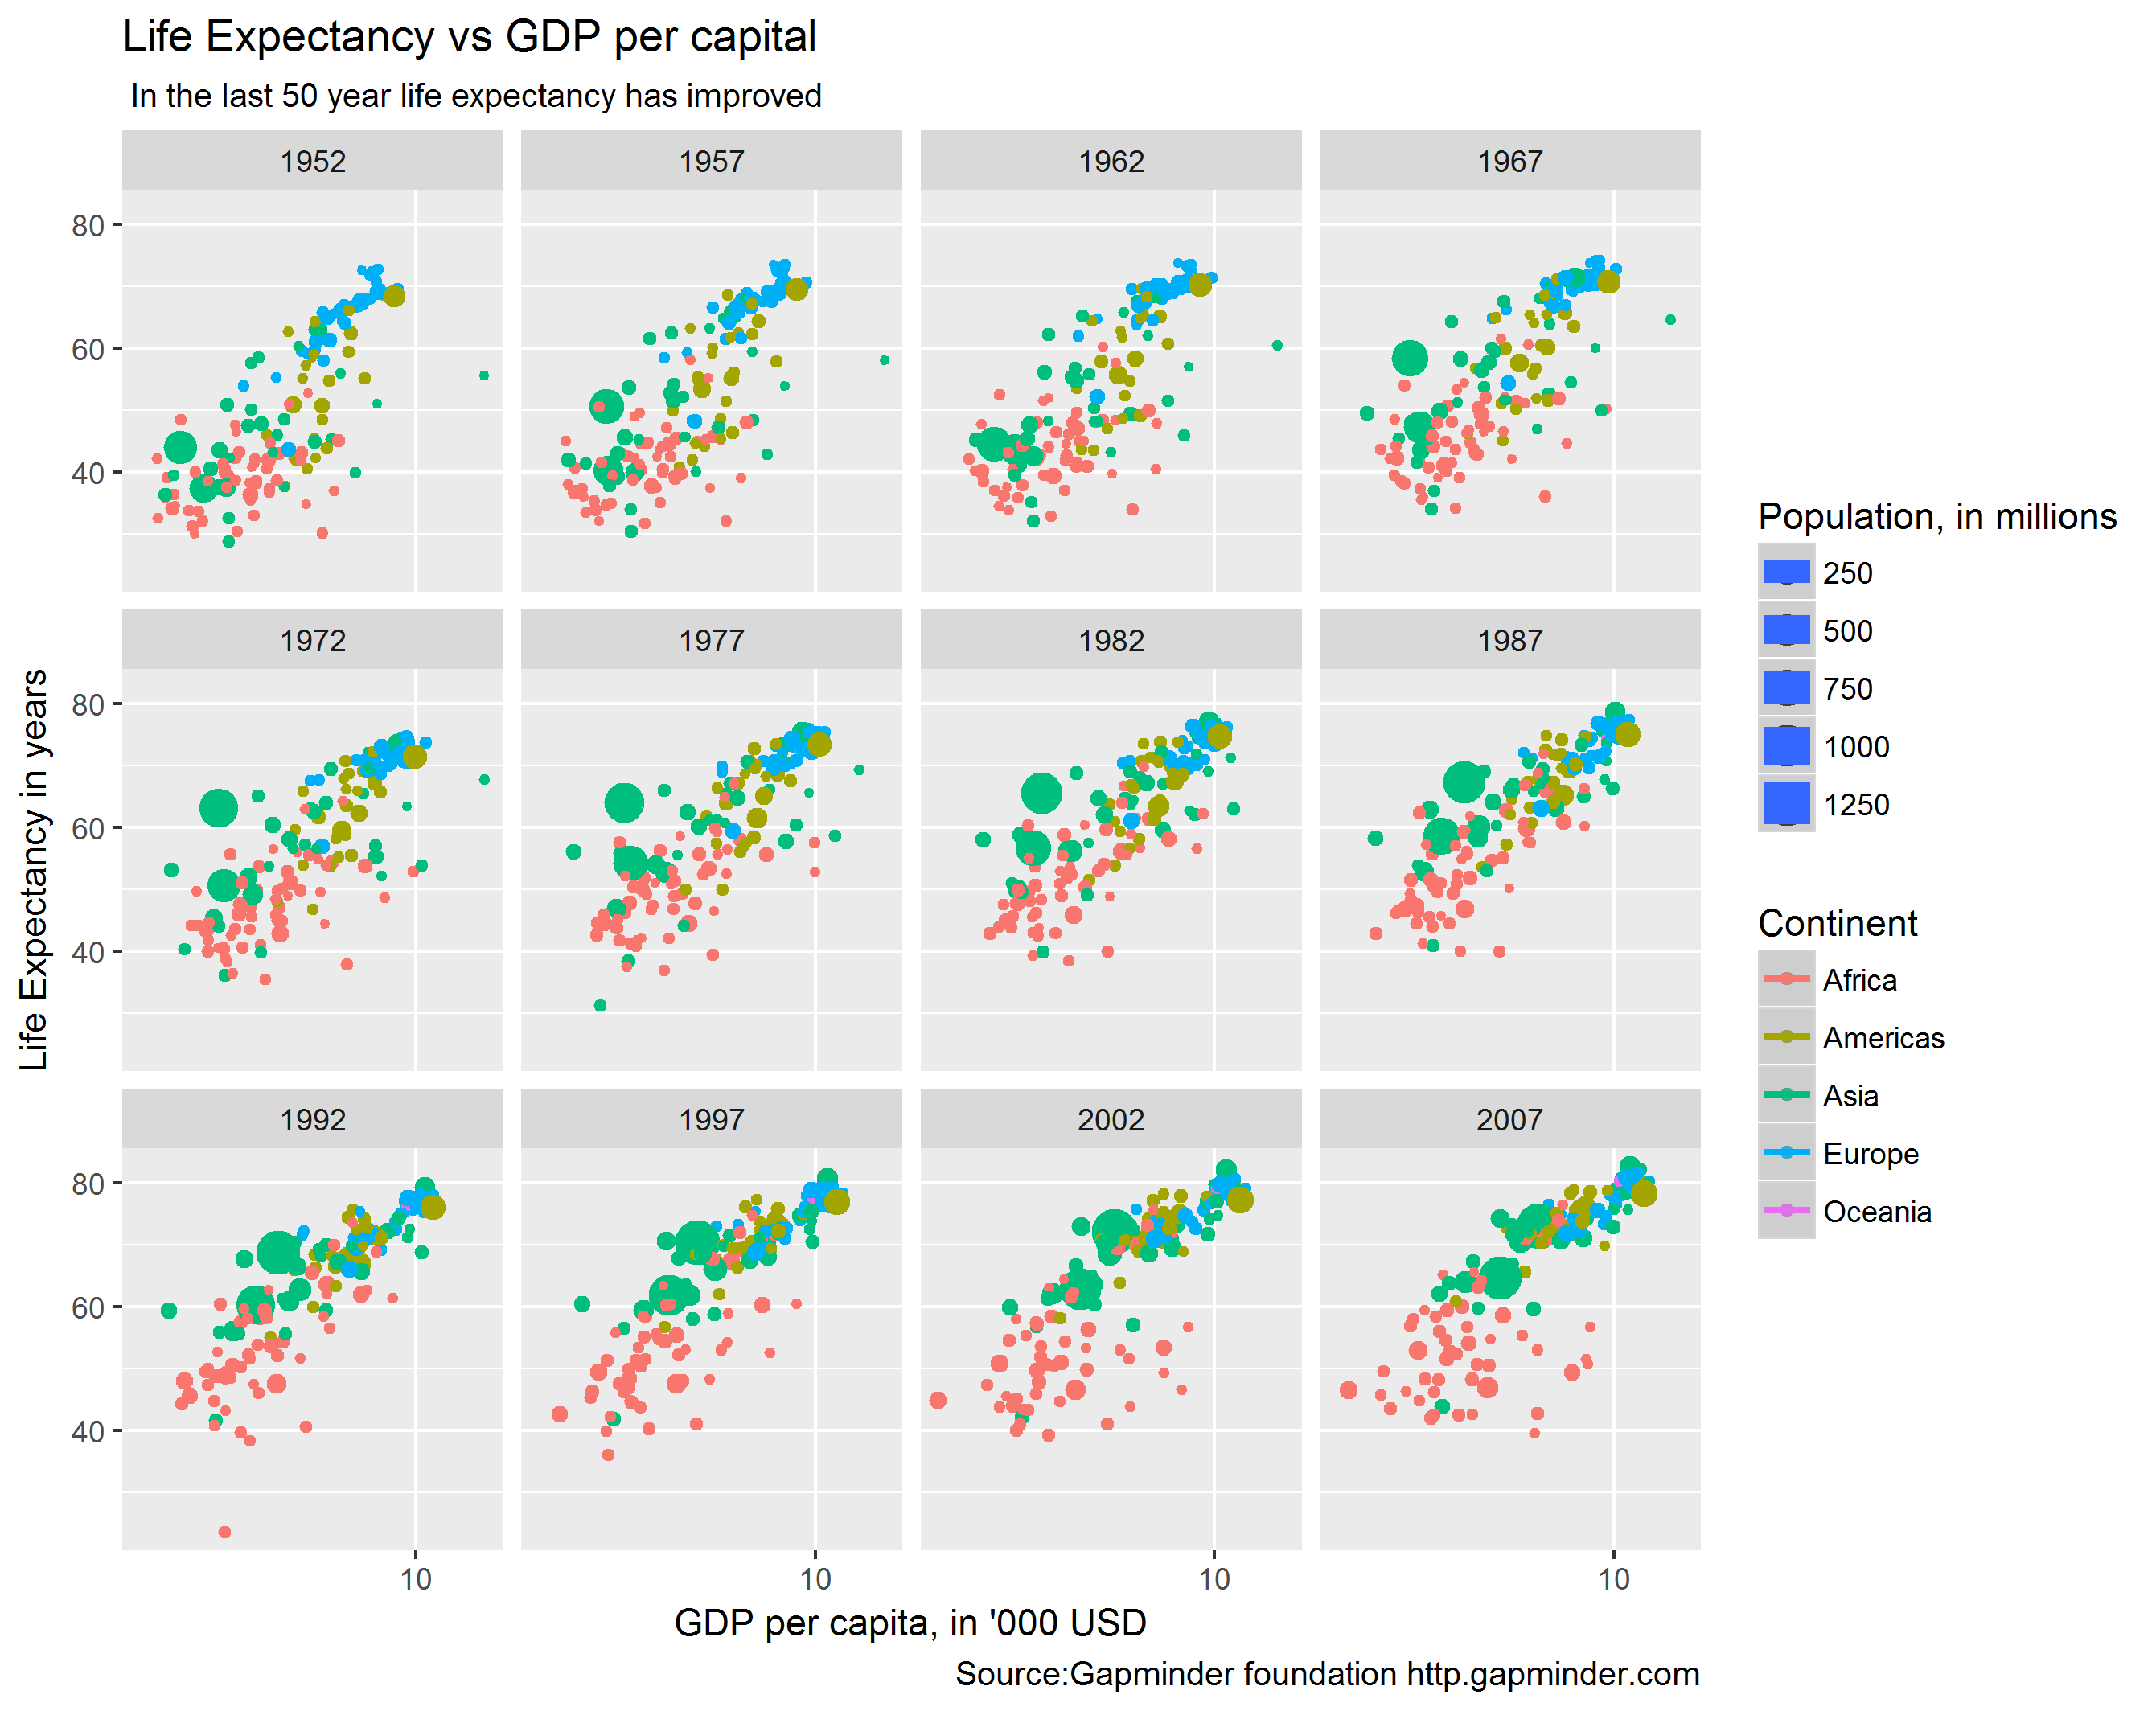 Life Expectancy vs GDP per capital
In the last 50 year life expectancy has improved
1952 1957 1962 1967
80
60
40
1972 1977 1982 1987
80
60
40
1992 1997 2002 2007
80
60
40
10 10 10 10
Life Expectancy in years
GDP per capita, in '000 USD
Source:Gapminder foundation http.gapminder.com
Population, in millions
250
500
750
1000
1250
Continent
Africa
Americas
Asia
Europe
Oceania